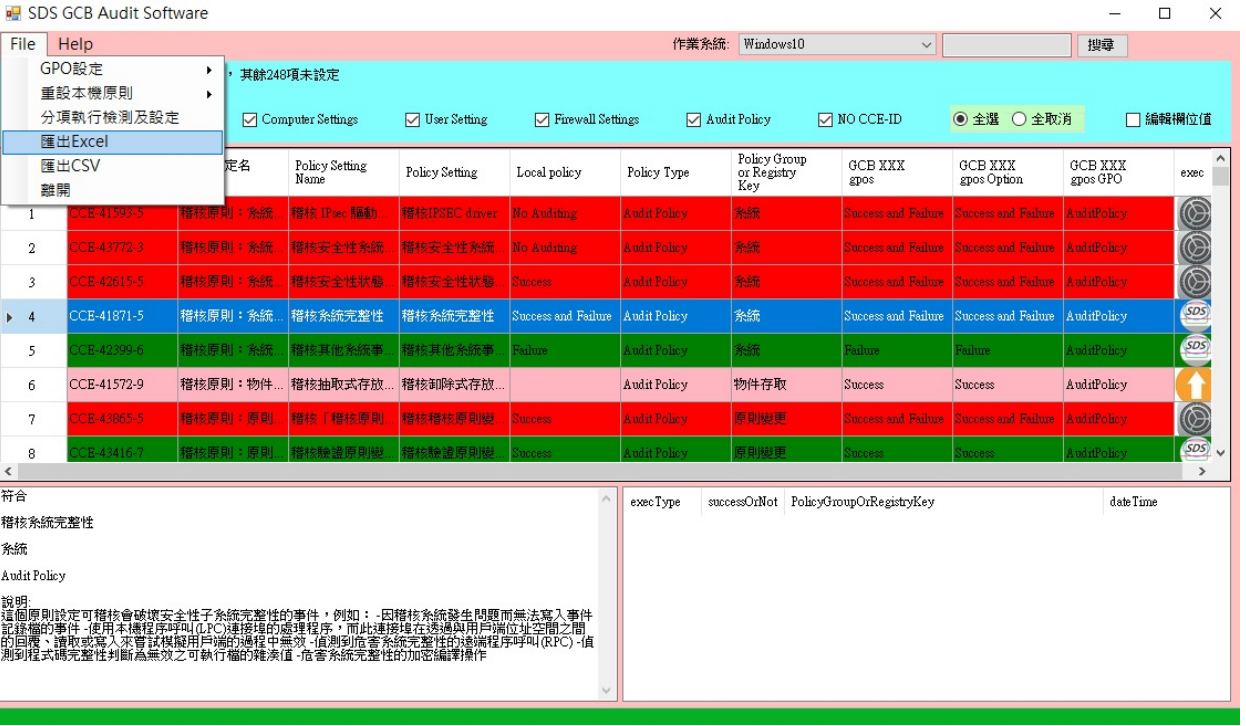 SDS GCB Audit Software
File Help 作業系統: Windows10 搜尋
GPO設定
重設本機原則
分項執行檢測及設定
匯出Excel
匯出CSV
離開
，其餘248項未設定
Computer Settings User Setting Firewall Settings Audit Policy NO CCE-ID 全選 全取消 編輯欄位值
定名 Policy Setting Name Policy Setting Local policy Policy Type Policy Group or Registry Key GCB XXX gpos GCB XXX gpos Option GCB XXX gpos GPO exec
1 CCE-41593-5 稽核原則：系統... 稽核 IPsec 驅動... 稽核IPSEC driver No Auditing Audit Policy 系統 Success and Failure Success and Failure AuditPolicy
2 CCE-43772-3 稽核原則：系統... 稽核安全性系統... 稽核安全性系統... No Auditing Audit Policy 系統 Success and Failure Success and Failure AuditPolicy
3 CCE-42615-5 稽核原則：系統... 稽核安全性狀態... 稽核安全性狀態... Success Audit Policy 系統 Success and Failure Success and Failure AuditPolicy
4 CCE-41871-5 稽核原則：系統... 稽核系統完整性 稽核系統完整性 Success and Failure Audit Policy 系統 Success and Failure Success and Failure AuditPolicy SDS
5 CCE-42399-6 稽核原則：系統... 稽核其他系統事... 稽核其他系統事... Failure Audit Policy 系統 Failure Failure AuditPolicy SDS
6 CCE-41572-9 稽核原則：物件... 稽核抽取式存放... 稽核卸除式存放... Audit Policy 物件存取 Success Success AuditPolicy
7 CCE-43865-5 稽核原則：原則... 稽核「稽核原則... 稽核稽核原則變... Success Audit Policy 原則變更 Success and Failure Success and Failure AuditPolicy
8 CCE-43416-7 稽核原則：原則... 稽核驗證原則變... 稽核驗證原則變... Success Audit Policy 原則變更 Success Success AuditPolicy SDS
符合
稽核系統完整性
系統
Audit Policy
說明:
這個原則設定可稽核會破壞安全性子系統完整性的事件，例如： -因稽核系統發生問題而無法寫入事件
記錄檔的事件 -使用本機程序呼叫(LPC)連接埠的處理程序，而此連接埠在透過與用戶端位址空間之間
的回覆、讀取或寫入來嘗試模擬用戶端的過程中無效 -偵測到危害系統完整性的遠端程序呼叫(RPC) -偵
測到程式碼完整性判斷為無效之可執行檔的雜湊值 -危害系統完整性的加密編譯操作
execType successOrNot PolicyGroupOrRegistryKey dateTime